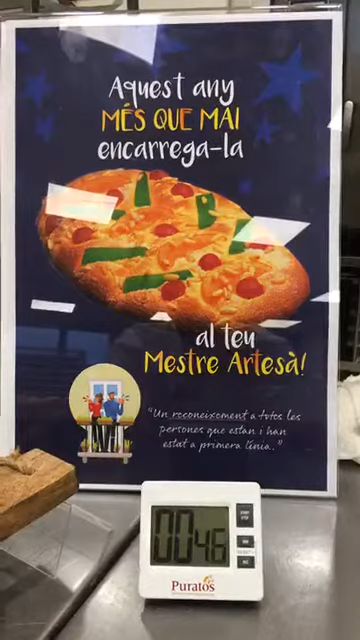 Aquest any
MÉS QUE MAI
encarrega-la
al teu
Mestre Artesà!
"Un reconeixement a totes les
persones que estan i han
estat a primera línia."
00 46
Puratos